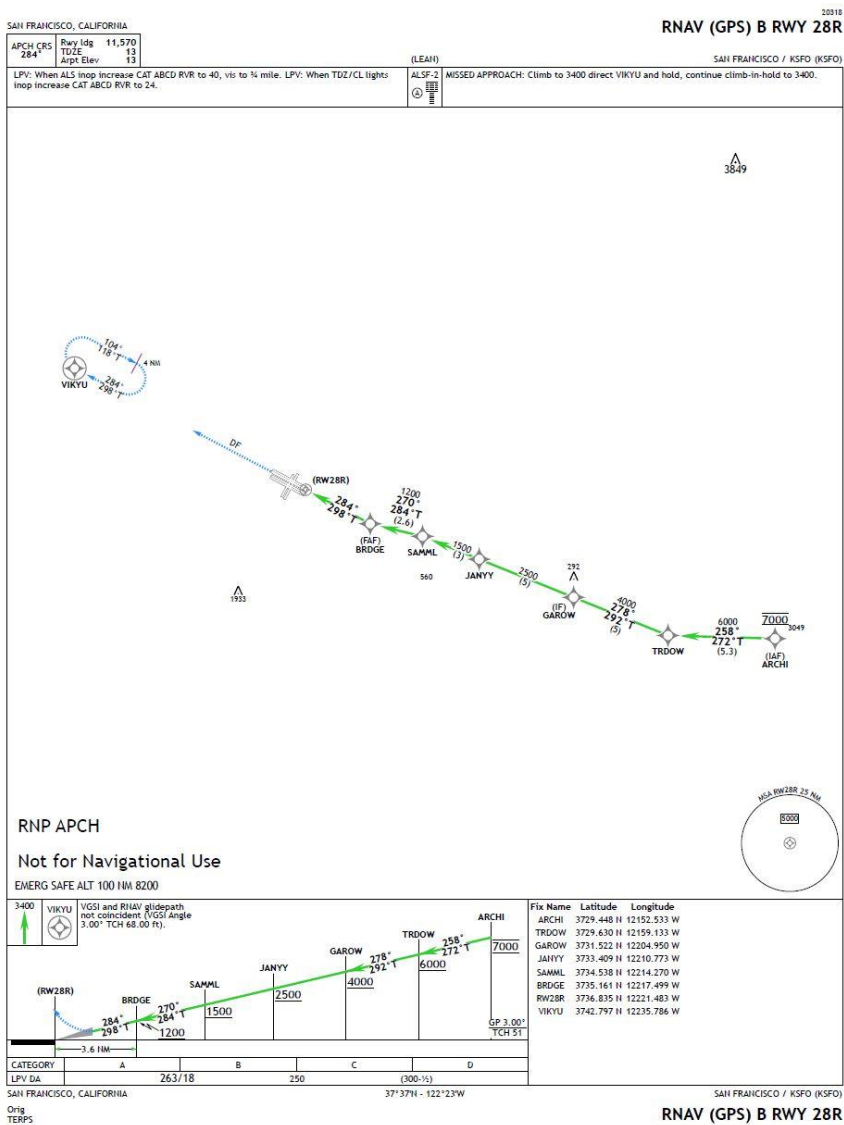 20318
SAN FRANCISCO, CALIFORNIA
RNAV (GPS) B RWY 28R
APCH CRS
284°
Rwy ldg 11,570
TDZE 13
Arpt Elev 13
(LEAN)
SAN FRANCISCO / KSFO (KSFO)
LPV: When ALS inop increase CAT ABCD RVR to 40, vis to ¾ mile. LPV: When TDZ/CL lights
inop increase CAT ABCD RVR to 24.
ALSF-2
A
MISSED APPROACH: Climb to 3400 direct VIKYU and hold, continue climb-in-hold to 3400.
3849
104°
118°T
4 NM
VIKYU
284°
298°T
DF
(RW28R)
284°
298°T
1200
270°
284°T
(2.6)
(FAF)
BRDGE
SAMML
1500
(3)
JANYY
560
2500
(5)
292
(IF)
GAROW
1933
4000
278°
292°T
(5)
TRDOW
6000
258°
272°T
(5.3)
7000
3049
(IAF)
ARCHI
MSA RW28R 25 NM
5000
RNP APCH
Not for Navigational Use
EMERG SAFE ALT 100 NM 8200
3400
VIKYU
VGSI and RNAV glidepath
not coincident (VGSI Angle
3.00° TCH 68.00 ft).
ARCHI
TRDOW
258°
272°T
7000
GAROW
278°
292°T
6000
JANYY
4000
SAMML
2500
(RW28R)
BRDGE
270°
284°T
1500
284°
298°T
1200
GP 3.00°
TCH 51
3.6 NM
Fix Name Latitude Longitude
ARCHI 3729.448 N 12152.533 W
TRDOW 3729.630 N 12159.133 W
GAROW 3731.522 N 12204.950 W
JANYY 3733.409 N 12210.773 W
SAMML 3734.538 N 12214.270 W
BRDGE 3735.161 N 12217.499 W
RW28R 3736.835 N 12221.483 W
VIKYU 3742.797 N 12235.786 W
CATEGORY A B C D
LPV DA 263/18 250 (300-½)
SAN FRANCISCO, CALIFORNIA
37°37'N - 122°23'W
SAN FRANCISCO / KSFO (KSFO)
Orig
TERPS
RNAV (GPS) B RWY 28R